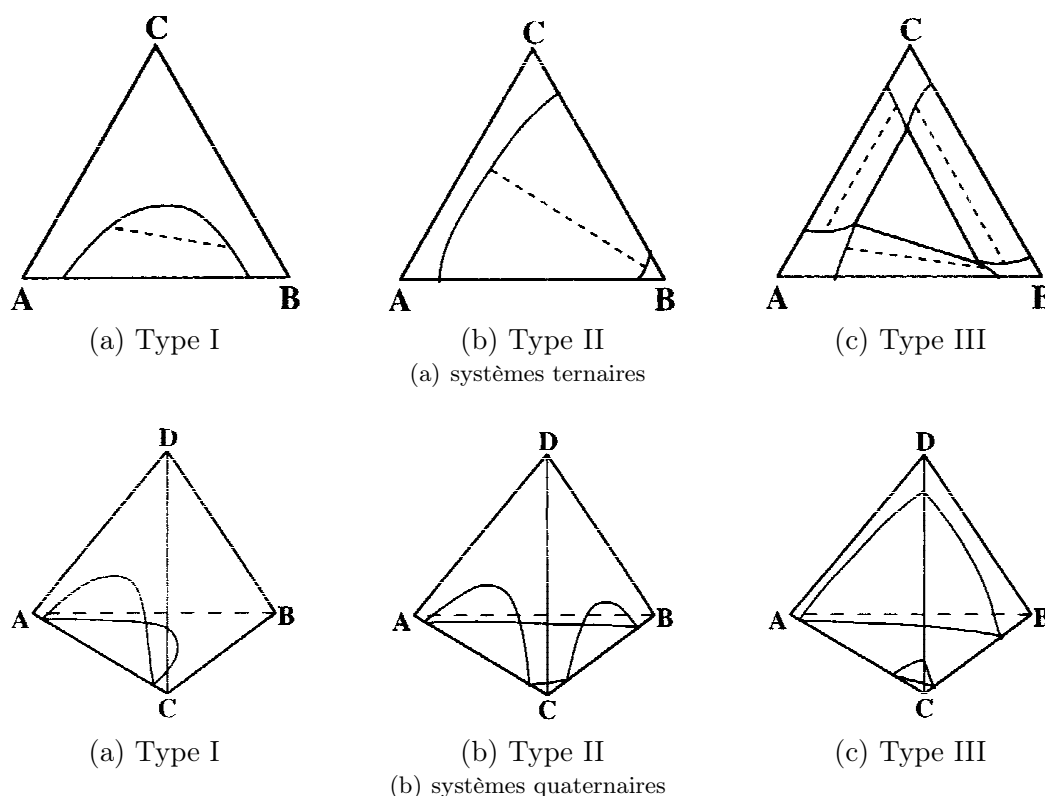 C C C
A B A B A B
(a) Type I (b) Type II (c) Type III
(a) systèmes ternaires
D D D
A B A B A B
C C C
(a) Type I (b) Type II (c) Type III
(b) systèmes quaternaires